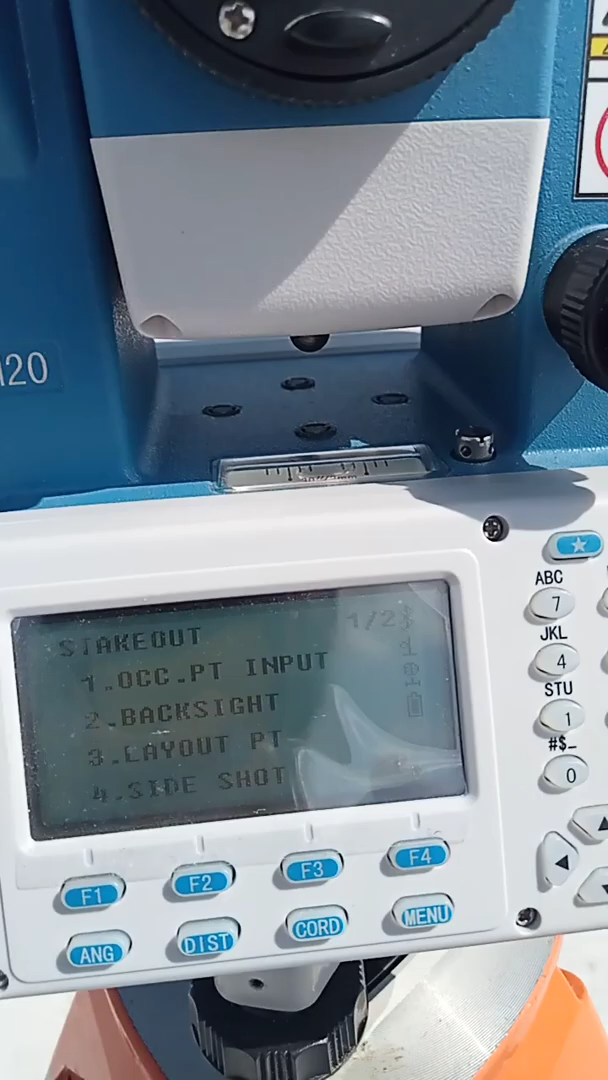 120
STAKEOUT 1/2
1.OCC.PT INPUT
2.BACKSIGHT
3.LAYOUT PT
4.SIDE SHOT
F1 F2 F3 F4
ANG DIST CORD MENU
★
ABC
7
JKL
4
STU
1
#$_
0